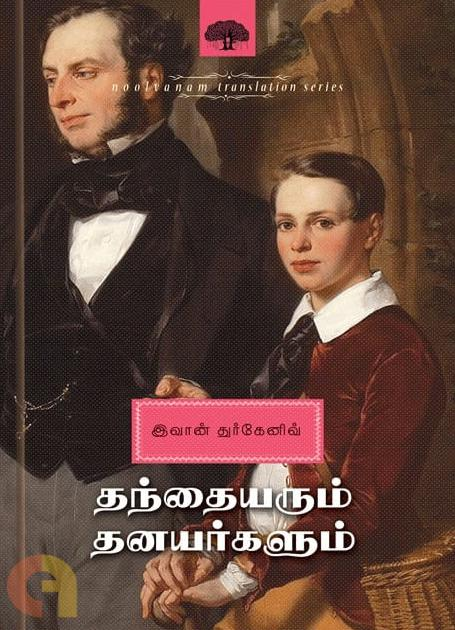 noolvanam translation series
இவான் துர்கேனிவ்
தந்தையரும்
தனயர்களும்